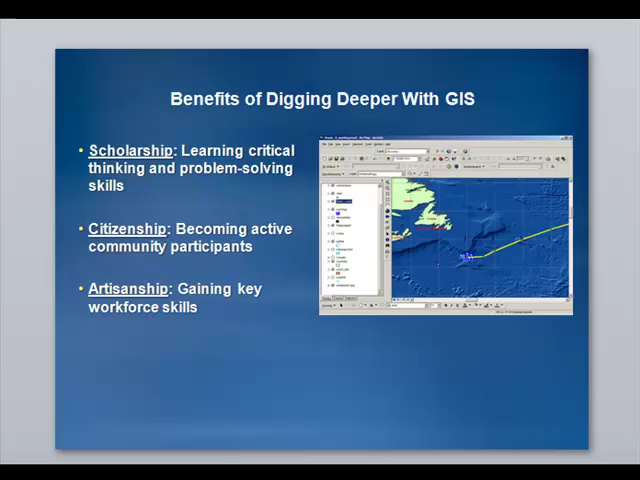 Benefits of Digging Deeper With GIS
• Scholarship: Learning critical
thinking and problem-solving
skills
• Citizenship: Becoming active
community participants
• Artisanship: Gaining key
workforce skills